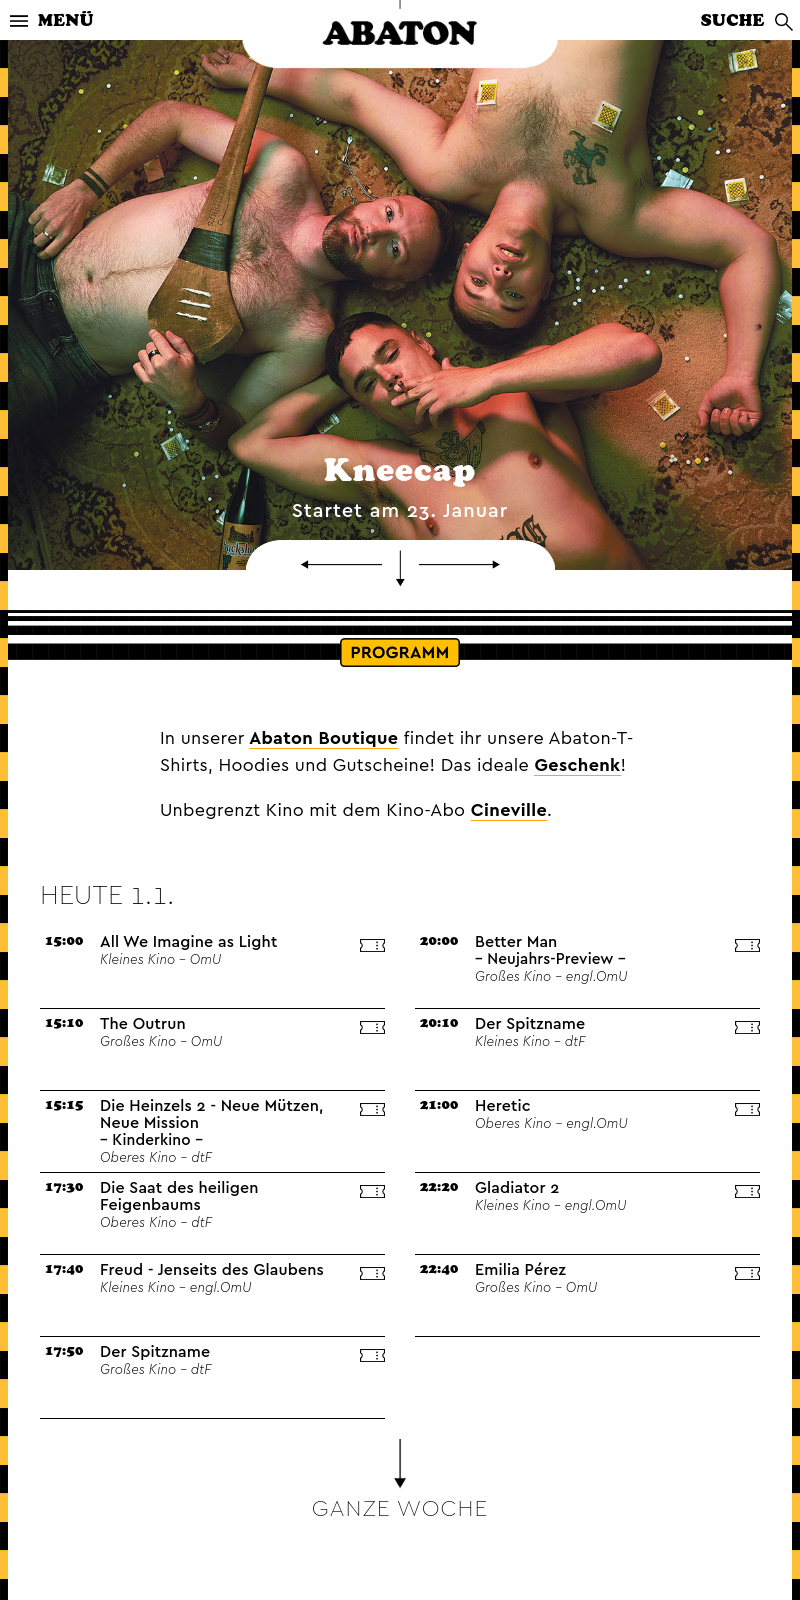 MENÜ
ABATON
SUCHE
Kneecap
Startet am 23. Januar
PROGRAMM
In unserer Abaton Boutique findet ihr unsere Abaton-T-
Shirts, Hoodies und Gutscheine! Das ideale Geschenk!
Unbegrenzt Kino mit dem Kino-Abo Cineville.
HEUTE 1.1.
15:00 All We Imagine as Light
Kleines Kino – OmU
15:10 The Outrun
Großes Kino – OmU
15:15 Die Heinzels 2 - Neue Mützen,
Neue Mission
– Kinderkino –
Oberes Kino – dtF
17:30 Die Saat des heiligen
Feigenbaums
Oberes Kino – dtF
17:40 Freud - Jenseits des Glaubens
Kleines Kino – engl.OmU
17:50 Der Spitzname
Großes Kino – dtF
20:00 Better Man
– Neujahrs-Preview –
Großes Kino – engl.OmU
20:10 Der Spitzname
Kleines Kino – dtF
21:00 Heretic
Oberes Kino – engl.OmU
22:20 Gladiator 2
Kleines Kino – engl.OmU
22:40 Emilia Pérez
Großes Kino – OmU
GANZE WOCHE